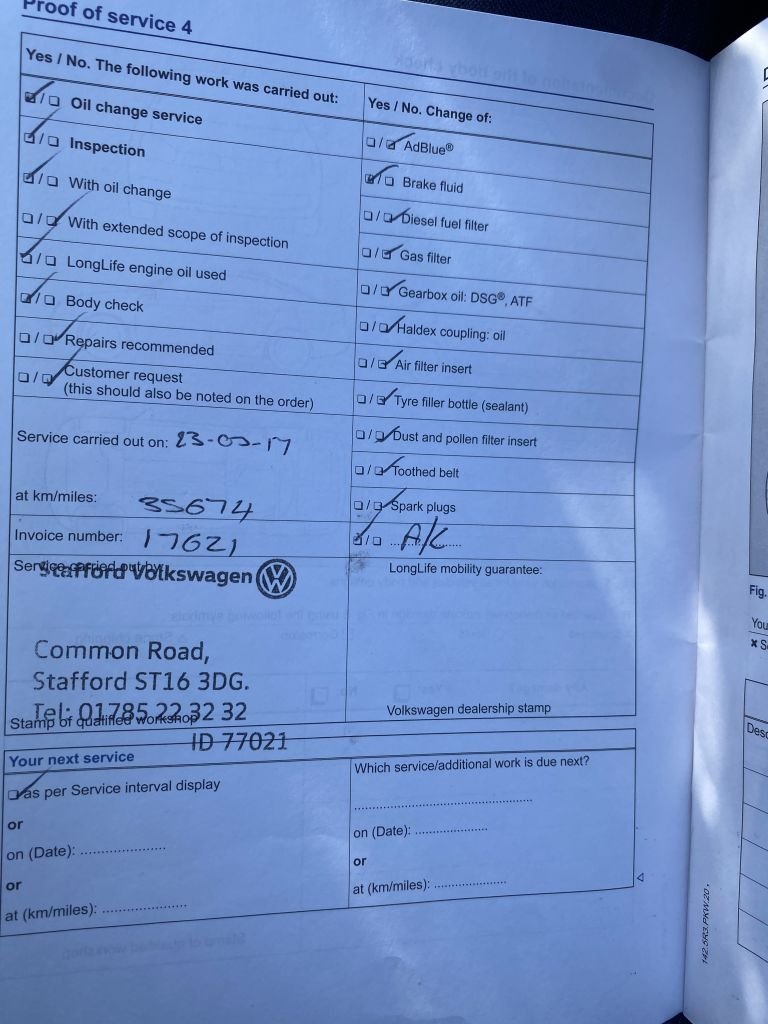 Proof of service 4
Yes / No. The following work was carried out:
Oil change service
Inspection
With oil change
With extended scope of inspection
LongLife engine oil used
Body check
Repairs recommended
Customer request
(this should also be noted on the order)
Service carried out on:
at km/miles: 35674
Invoice number: 17621
Service carried out by:
Stafford Volkswagen
Common Road,
Stafford ST16 3DG.
Tel: 01785 22 32 32
ID 77021
Stamp of qualified workshop
Yes / No. Change of:
AdBlue®
Brake fluid
Diesel fuel filter
Gas filter
Gearbox oil: DSG®, ATF
Haldex coupling: oil
Air filter insert
Tyre filler bottle (sealant)
Dust and pollen filter insert
Toothed belt
Spark plugs
A/C
LongLife mobility guarantee:
Volkswagen dealership stamp
Your next service
as per Service interval display
or
on (Date): ......................
or
at (km/miles): ......................
Which service/additional work is due next?
..............................................
on (Date): ...................
or
at (km/miles): ...................
142.5R3.PKW.20
Fig.
You
Desc